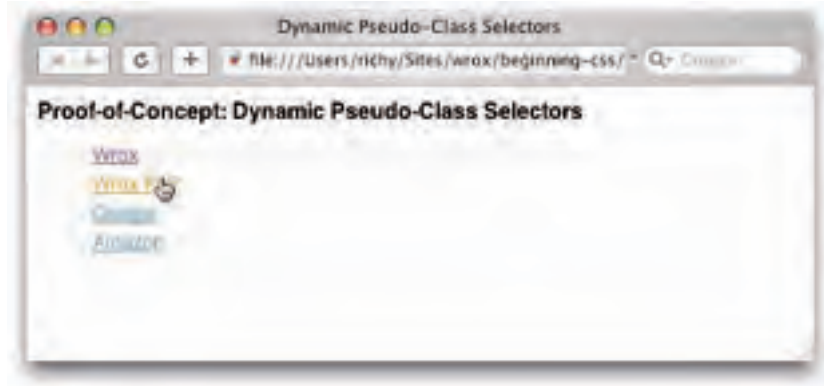 Dynamic Pseudo-Class Selectors
file:///Users/richy/Sites/wrox/beginning-css/
Proof-of-Concept: Dynamic Pseudo-Class Selectors
Wrox
Wrox
Google
Amazon